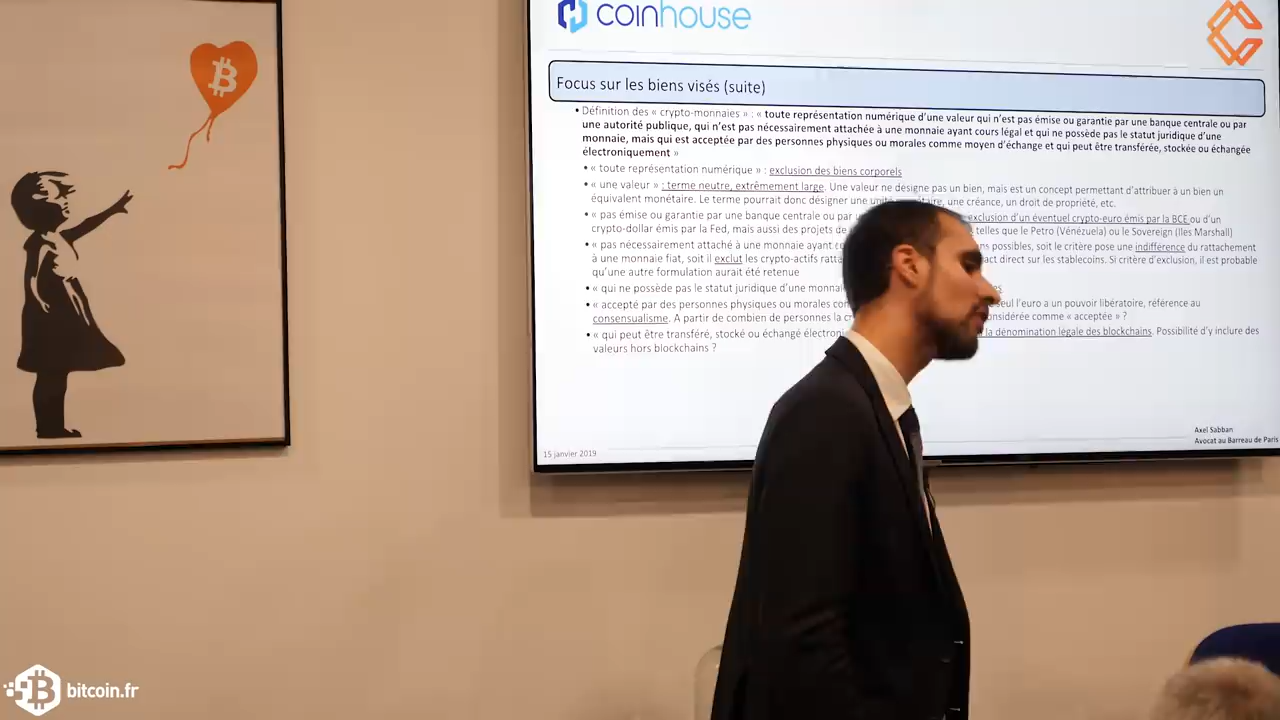 coinhouse
Focus sur les biens visés (suite)
• Définition des « crypto-monnaies » : « toute représentation numérique d'une valeur qui n'est pas émise ou garantie par une banque centrale ou par
une autorité publique, qui n'est pas nécessairement attachée à une monnaie ayant cours légal et qui ne possède pas le statut juridique d'une
monnaie, mais qui est acceptée par des personnes physiques ou morales comme moyen d'échange et qui peut être transférée, stockée ou échangée
électroniquement »
• « toute représentation numérique » : exclusion des biens corporels
• « une valeur » : terme neutre, extrêmement large. Une valeur ne désigne pas un bien, mais est un concept permettant d'attribuer à un bien un
équivalent monétaire. Le terme pourrait donc désigner une unité monétaire, une créance, un droit de propriété, etc.
• « pas émise ou garantie par une banque centrale ou par exclusion d'un éventuel crypto-euro émis par la BCE ou d'un
crypto-dollar émis par la Fed, mais aussi des projets de telles que le Petro (Vénézuela) ou le Sovereign (Iles Marshall)
• « pas nécessairement attaché à une monnaie ayant possibles, soit le critère pose une indifférence du rattachement
à une monnaie fiat, soit il exclut les crypto-actifs direct sur les stablecoins. Si critère d'exclusion, il est probable
qu'une autre formulation aurait été retenue
• « qui ne possède pas le statut juridique d'une
• « accepté par des personnes physiques ou morales seul l'euro a un pouvoir libératoire, référence au
consensualisme. A partir de combien de personnes la considérée comme « acceptée » ?
• « qui peut être transféré, stocké ou échangé la dénomination légale des blockchains. Possibilité d'y inclure des
valeurs hors blockchains ?
Axel Sabban
Avocat au Barreau de Paris
15 janvier 2019
bitcoin.fr